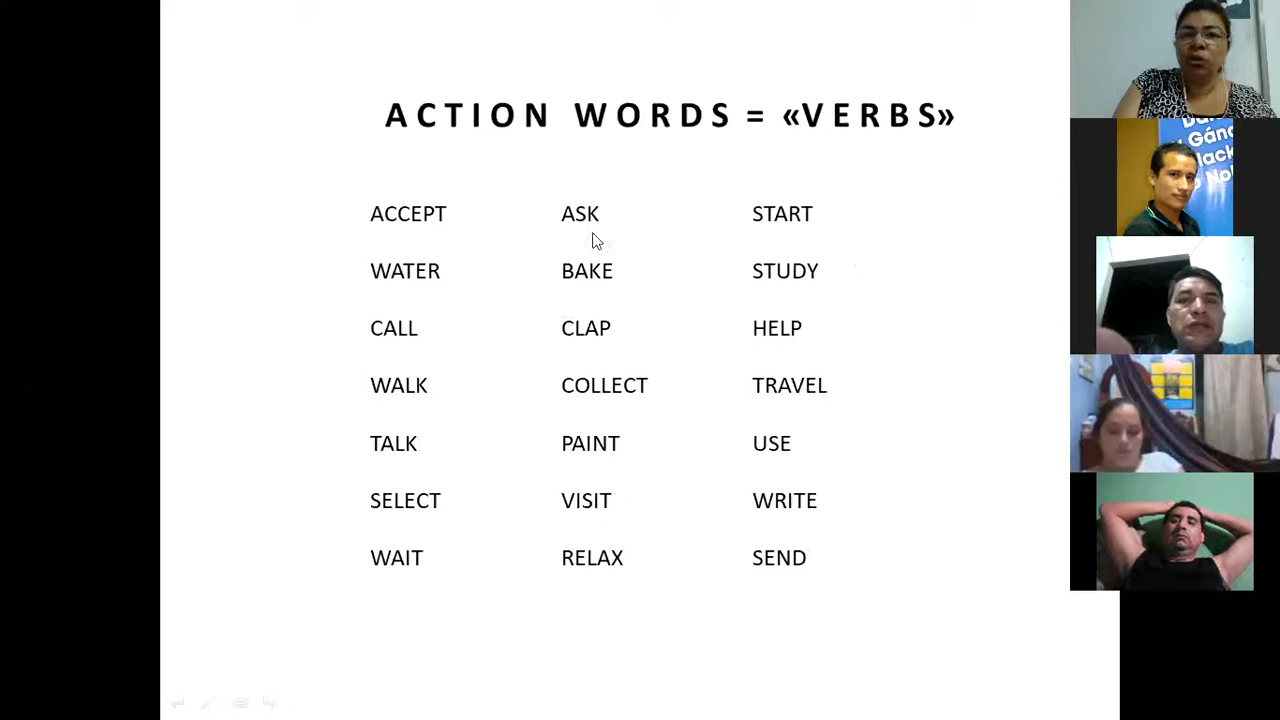 ACTION WORDS = «VERBS»
ACCEPT ASK START
WATER BAKE STUDY
CALL CLAP HELP
WALK COLLECT TRAVEL
TALK PAINT USE
SELECT VISIT WRITE
WAIT RELAX SEND